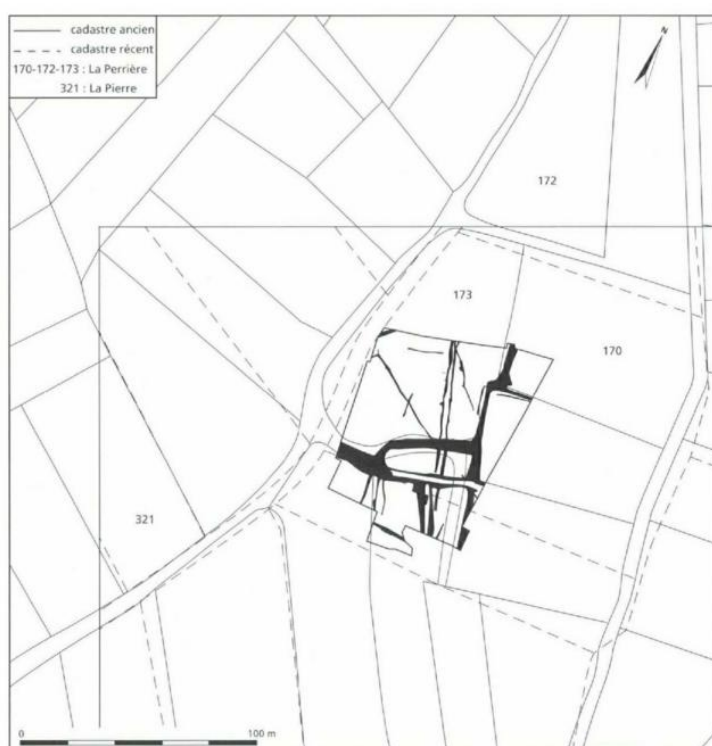 cadastre ancien
cadastre récent
170-172-173 : La Perrière
321 : La Pierre
N
172
173
170
321
0 100 m